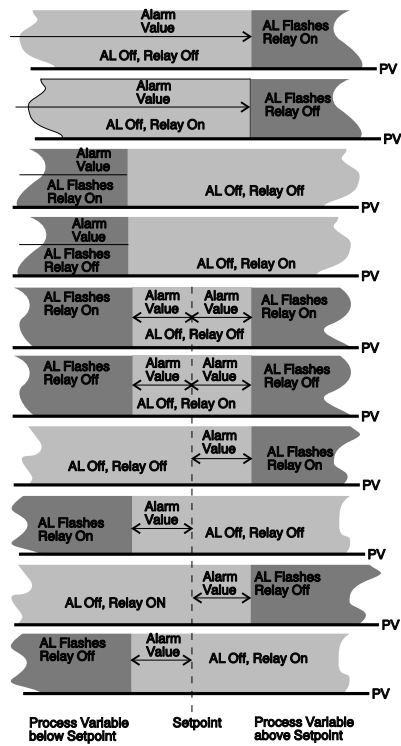 Alarm
Value
AL Flashes
Relay On
AL Off, Relay Off
PV
Alarm
Value
AL Flashes
Relay Off
AL Off, Relay On
PV
Alarm
Value
AL Flashes
Relay On
AL Off, Relay Off
PV
Alarm
Value
AL Flashes
Relay Off
AL Off, Relay On
PV
AL Flashes
Relay On
Alarm
Value
Alarm
Value
AL Flashes
Relay On
AL Off, Relay Off
PV
AL Flashes
Relay Off
Alarm
Value
Alarm
Value
AL Flashes
Relay Off
AL Off, Relay On
PV
AL Off, Relay Off
Alarm
Value
AL Flashes
Relay On
PV
AL Flashes
Relay On
Alarm
Value
AL Off, Relay Off
PV
AL Off, Relay ON
Alarm
Value
AL Flashes
Relay Off
PV
AL Flashes
Relay Off
Alarm
Value
AL Off, Relay On
PV
Process Variable
below Setpoint
Setpoint
Process Variable
above Setpoint